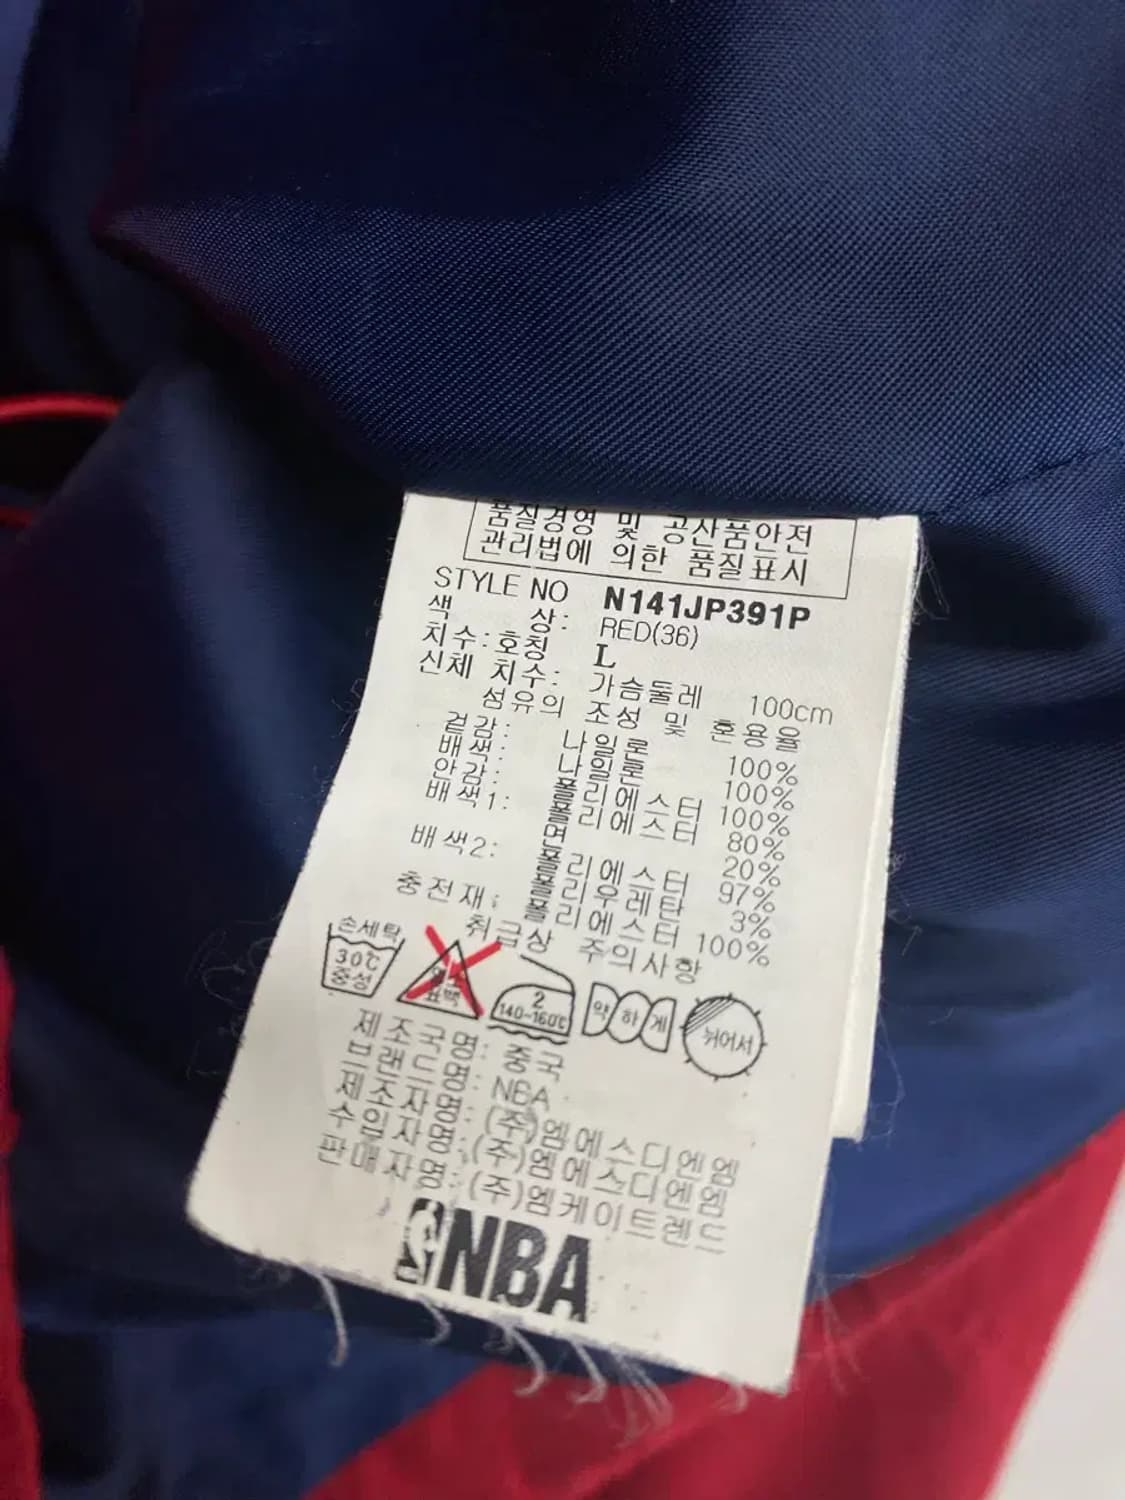 품질경영 및 공산품안전
관리법에 의한 품질표시
STYLE NO N141JP391P
색 상: RED(36)
치수:호칭 L
신체 치수: 가슴둘레 100cm
섬유의 조성 및 혼용율
겉감: 나일론 100%
배색: 나일론 100%
안감: 폴리에스터 100%
배색1: 폴리에스터 80%
면 20%
배색2: 폴리에스터 97%
폴리우레탄 3%
충전재: 폴리에스터 100%
취급상 주의사항
손세탁
30℃
중성
염소
표백
2
140~160℃
약하게
뉘어서
제조국명: 중국
브랜드명: NBA
제조자명: (주)엠에스디엔엠
수입자명: (주)엠에스디엔엠
판매자명: (주)엠케이트렌드
NBA